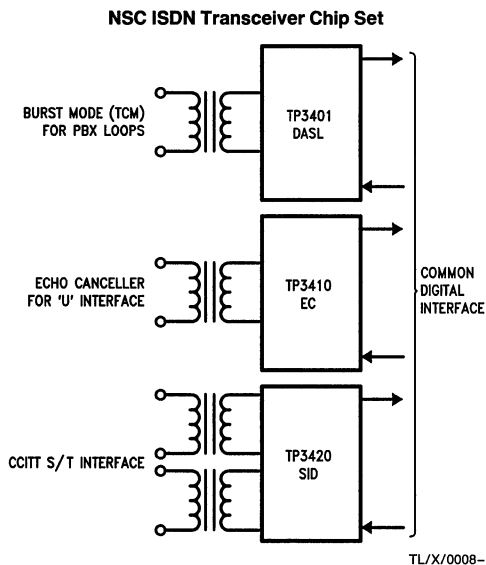 NSC ISDN Transceiver Chip Set
BURST MODE (TCM)
FOR PBX LOOPS
TP3401
DASL
ECHO CANCELLER
FOR 'U' INTERFACE
TP3410
EC
COMMON
DIGITAL
INTERFACE
CCITT S/T INTERFACE
TP3420
SID
TL/X/0008-